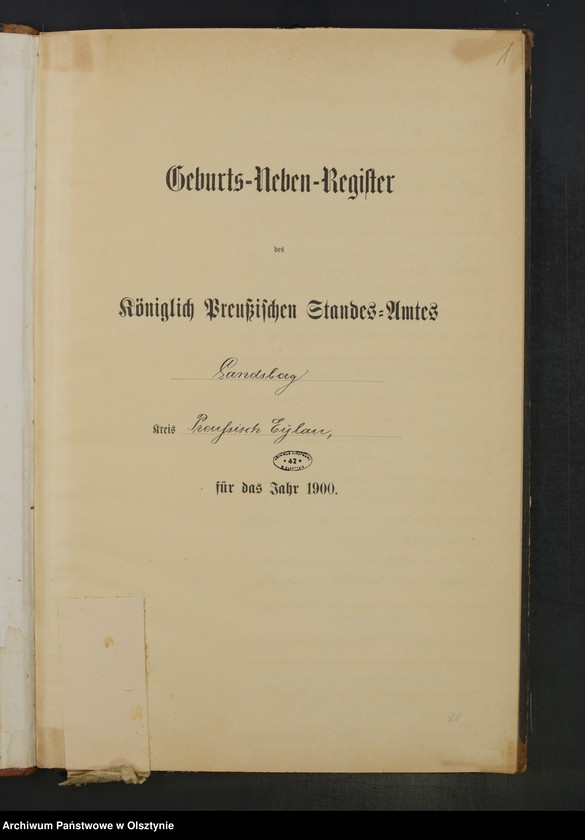 1
Geburts-Neben-Register
des
Königlich Preußischen Standes-Amtes
Landsberg
Kreis Preußisch Eylau,
42
für das Jahr 1900.
Archiwum Państwowe w Olsztynie